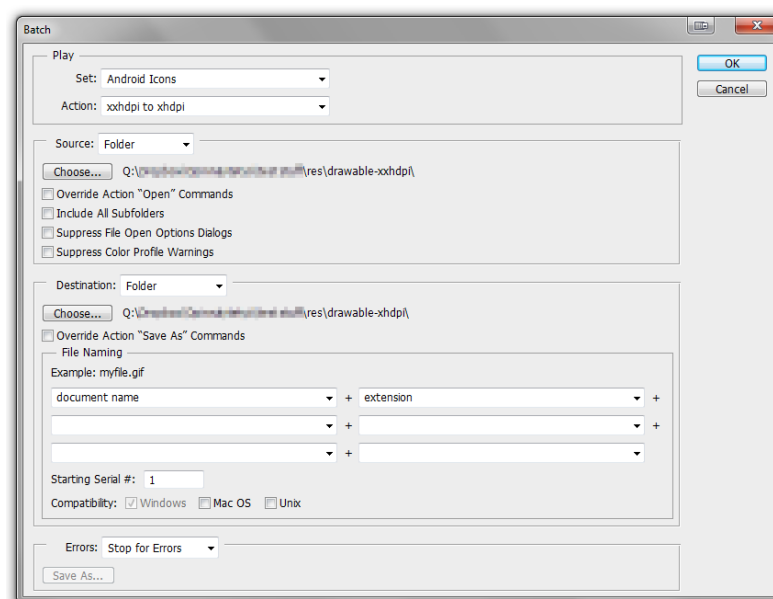 Batch
Play
Set: Android Icons
Action: xxhdpi to xhdpi
OK
Cancel
Source: Folder
Choose... Q:\ \res\drawable-xxhdpi\
Override Action "Open" Commands
Include All Subfolders
Suppress File Open Options Dialogs
Suppress Color Profile Warnings
Destination: Folder
Choose... Q:\ \res\drawable-xhdpi\
Override Action "Save As" Commands
File Naming
Example: myfile.gif
document name + extension +
+ +
+
Starting Serial #: 1
Compatibility: Windows Mac OS Unix
Errors: Stop for Errors
Save As...